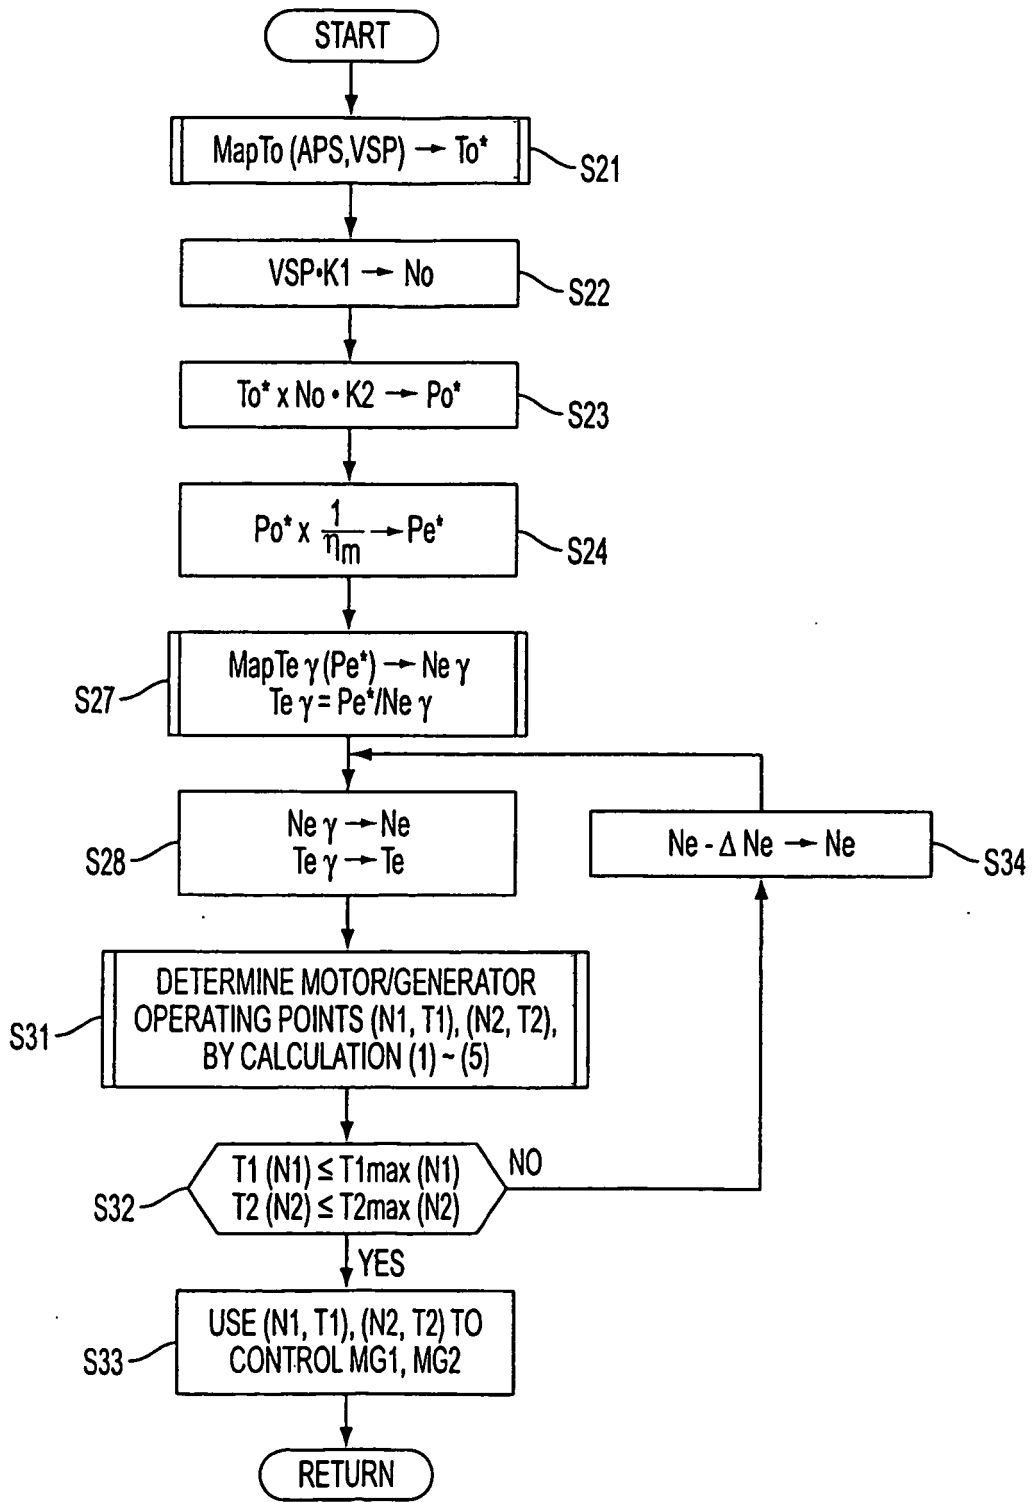 START
MapTo (APS,VSP) → To*
S21
VSP•K1 → No
S22
To* x No • K2 → Po*
S23
Po* x 1/ηm → Pe*
S24
MapTe γ (Pe*) → Ne γ
Te γ = Pe*/Ne γ
S27
Ne γ → Ne
Te γ → Te
S28
Ne - Δ Ne → Ne
S34
DETERMINE MOTOR/GENERATOR
OPERATING POINTS (N1, T1), (N2, T2),
BY CALCULATION (1) ~ (5)
S31
T1 (N1) ≤ T1max (N1)
T2 (N2) ≤ T2max (N2)
NO
S32
YES
USE (N1, T1), (N2, T2) TO
CONTROL MG1, MG2
S33
RETURN